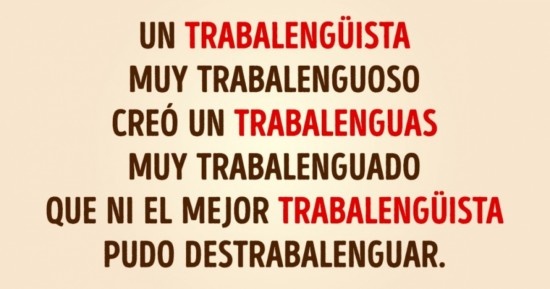 UN TRABALENGÜISTA
MUY TRABALENGUOSO
CREÓ UN TRABALENGUAS
MUY TRABALENGUADO
QUE NI EL MEJOR TRABALENGÜISTA
PUDO DESTRABALENGUAR.